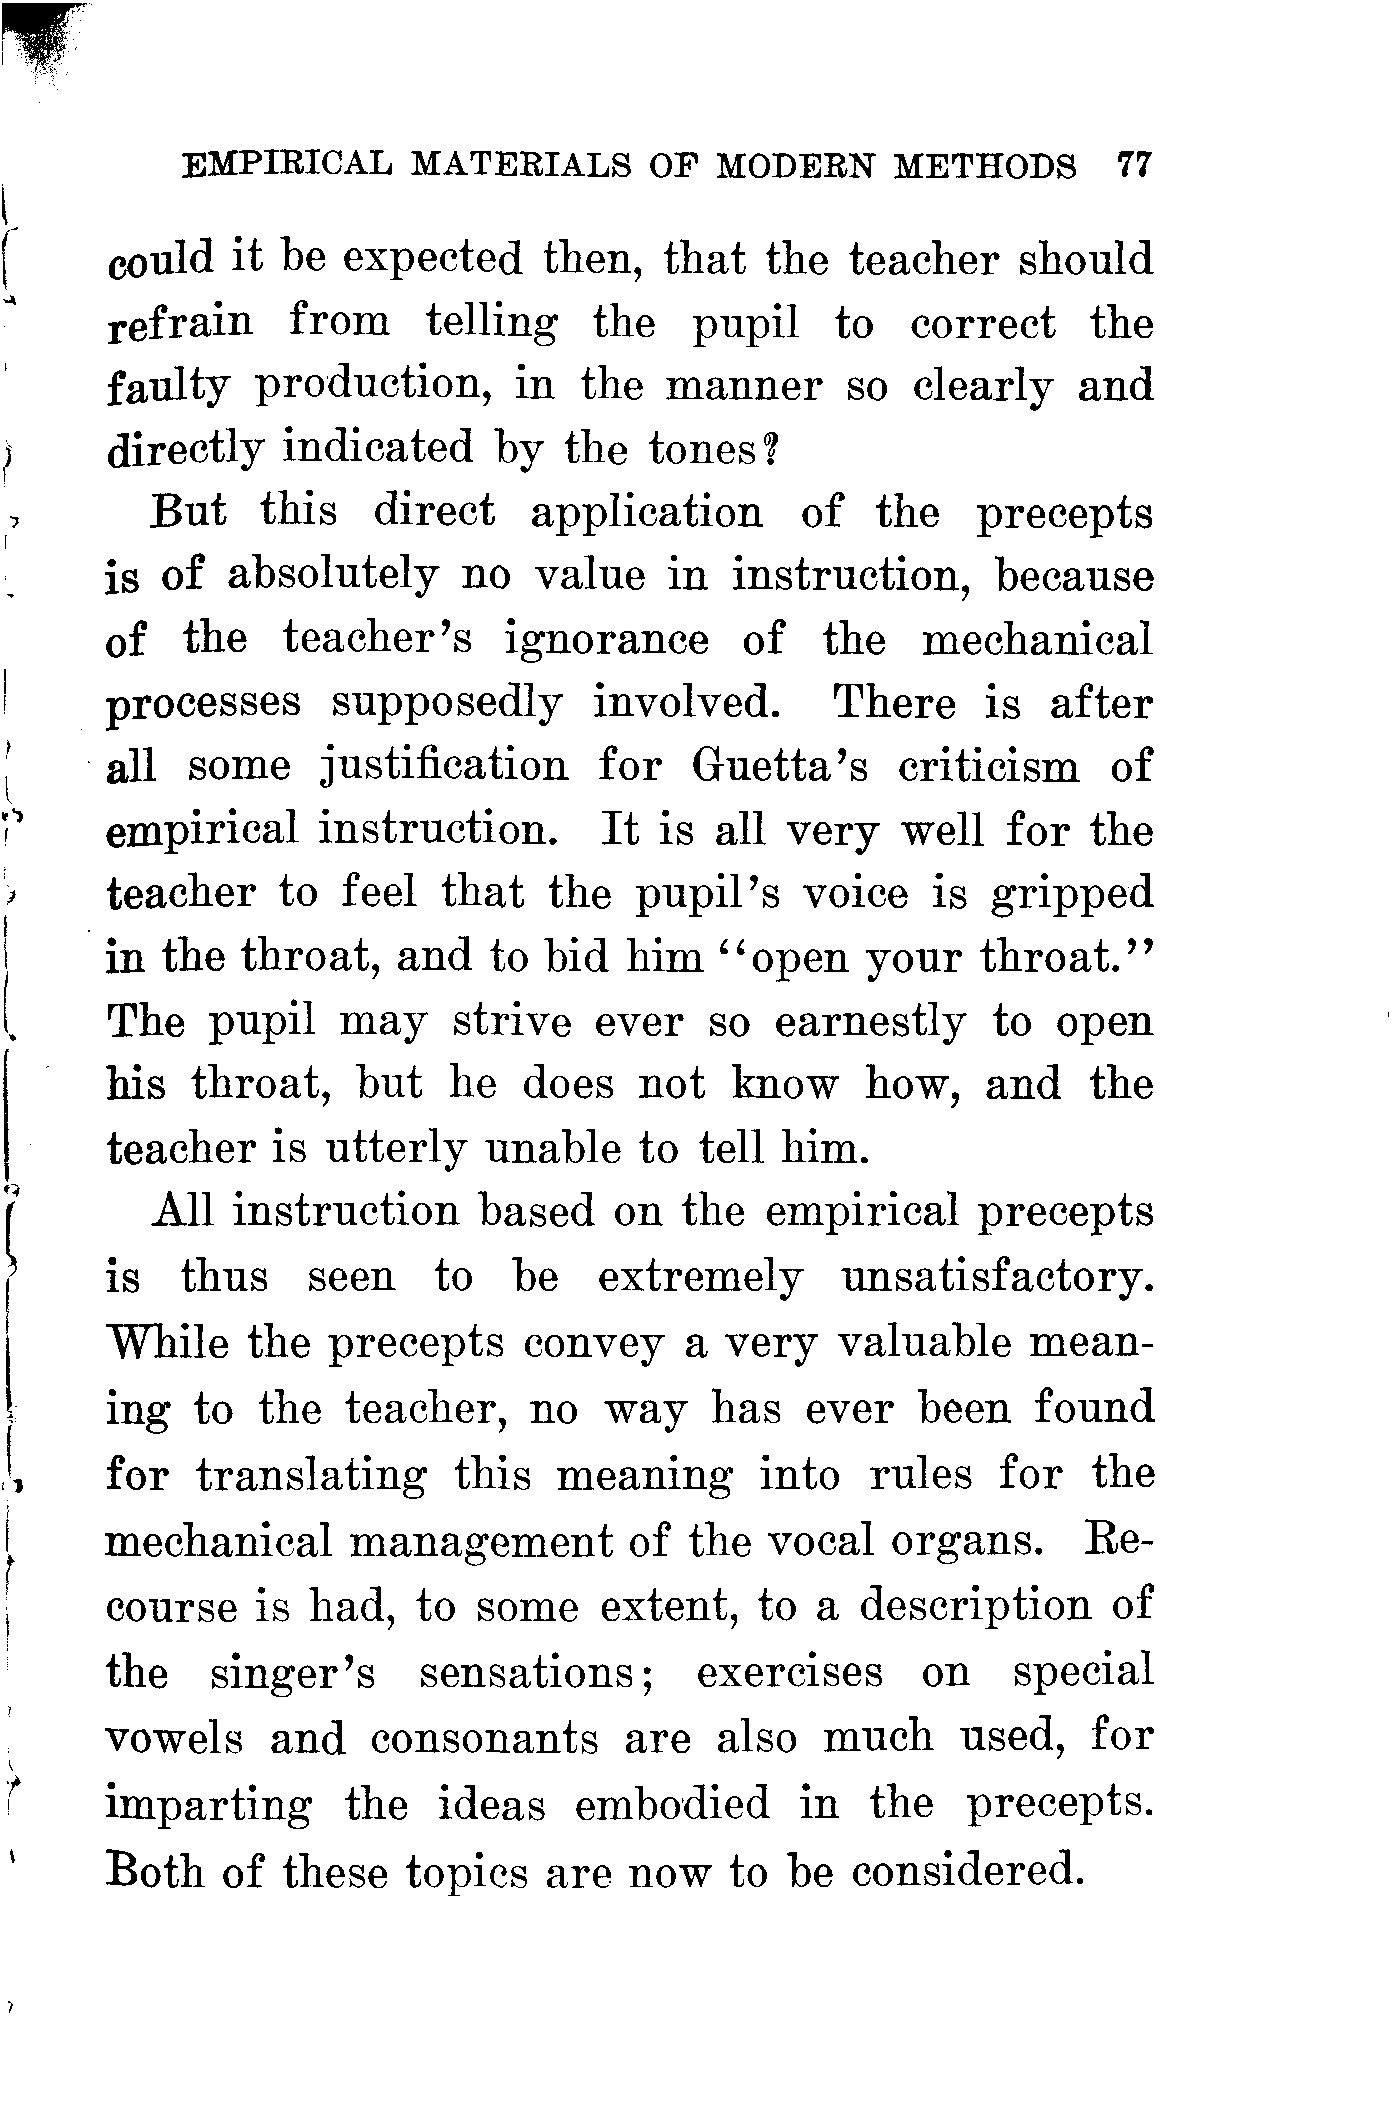 EMPIRICAL MATERIALS OF MODERN METHODS 77
could it be expected then, that the teacher should
refrain from telling the pupil to correct the
faulty production, in the manner so clearly and
directly indicated by the tones?
But this direct application of the precepts
is of absolutely no value in instruction, because
of the teacher's ignorance of the mechanical
processes supposedly involved. There is after
all some justification for Guetta's criticism of
empirical instruction. It is all very well for the
teacher to feel that the pupil's voice is gripped
in the throat, and to bid him "open your throat."
The pupil may strive ever so earnestly to open
his throat, but he does not know how, and the
teacher is utterly unable to tell him.
All instruction based on the empirical precepts
is thus seen to be extremely unsatisfactory.
While the precepts convey a very valuable mean-
ing to the teacher, no way has ever been found
for translating this meaning into rules for the
mechanical management of the vocal organs. Re-
course is had, to some extent, to a description of
the singer's sensations; exercises on special
vowels and consonants are also much used, for
imparting the ideas embodied in the precepts.
Both of these topics are now to be considered.